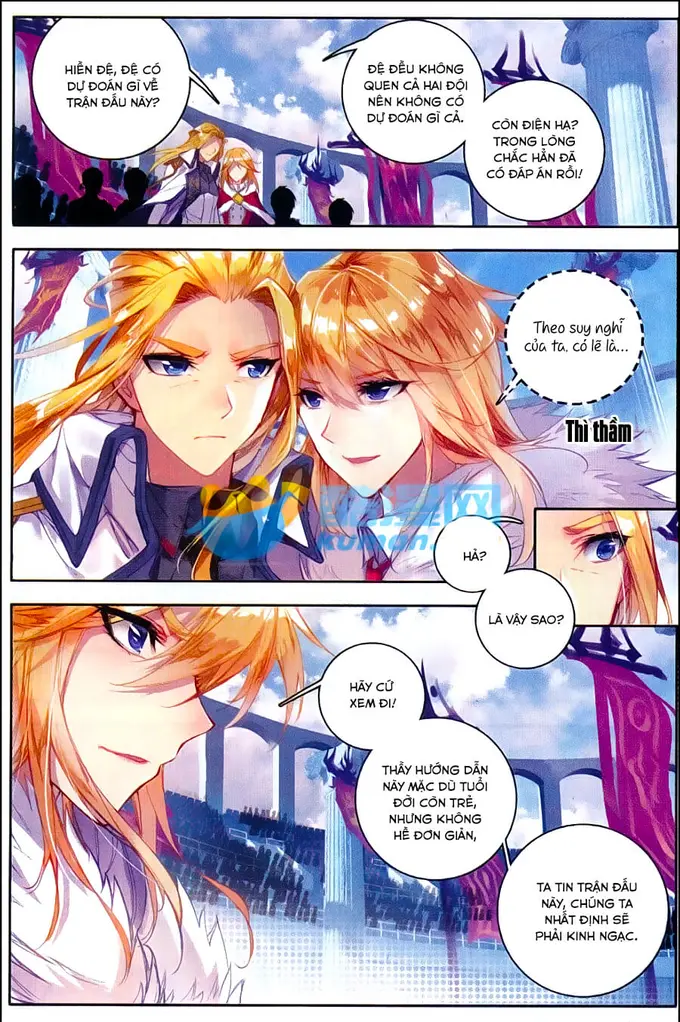 HIỀN ĐỆ, ĐỆ CÓ
DỰ ĐOÁN GÌ VỀ
TRẬN ĐẤU NÀY?
ĐỆ ĐỀU KHÔNG
QUEN CẢ HAI ĐỘI
NÊN KHÔNG CÓ
DỰ ĐOÁN GÌ CẢ.
CÒN ĐIỆN HẠ?
TRONG LÒNG
CHẮC HẲN ĐÃ
CÓ ĐÁP ÁN RỒI!
Theo suy nghĩ
của ta, có lẽ là...
Thì thầm
kuman.
HẢ?
LÀ VẬY SAO?
HÃY CỨ
XEM ĐI!
THẦY HƯỚNG DẪN
NÀY MẶC DÙ TUỔI
ĐỜI CÒN TRẺ,
NHƯNG KHÔNG
HỀ ĐƠN GIẢN,
TA TIN TRẬN ĐẤU
NÀY, CHÚNG TA
NHẤT ĐỊNH SẼ
PHẢI KINH NGẠC.